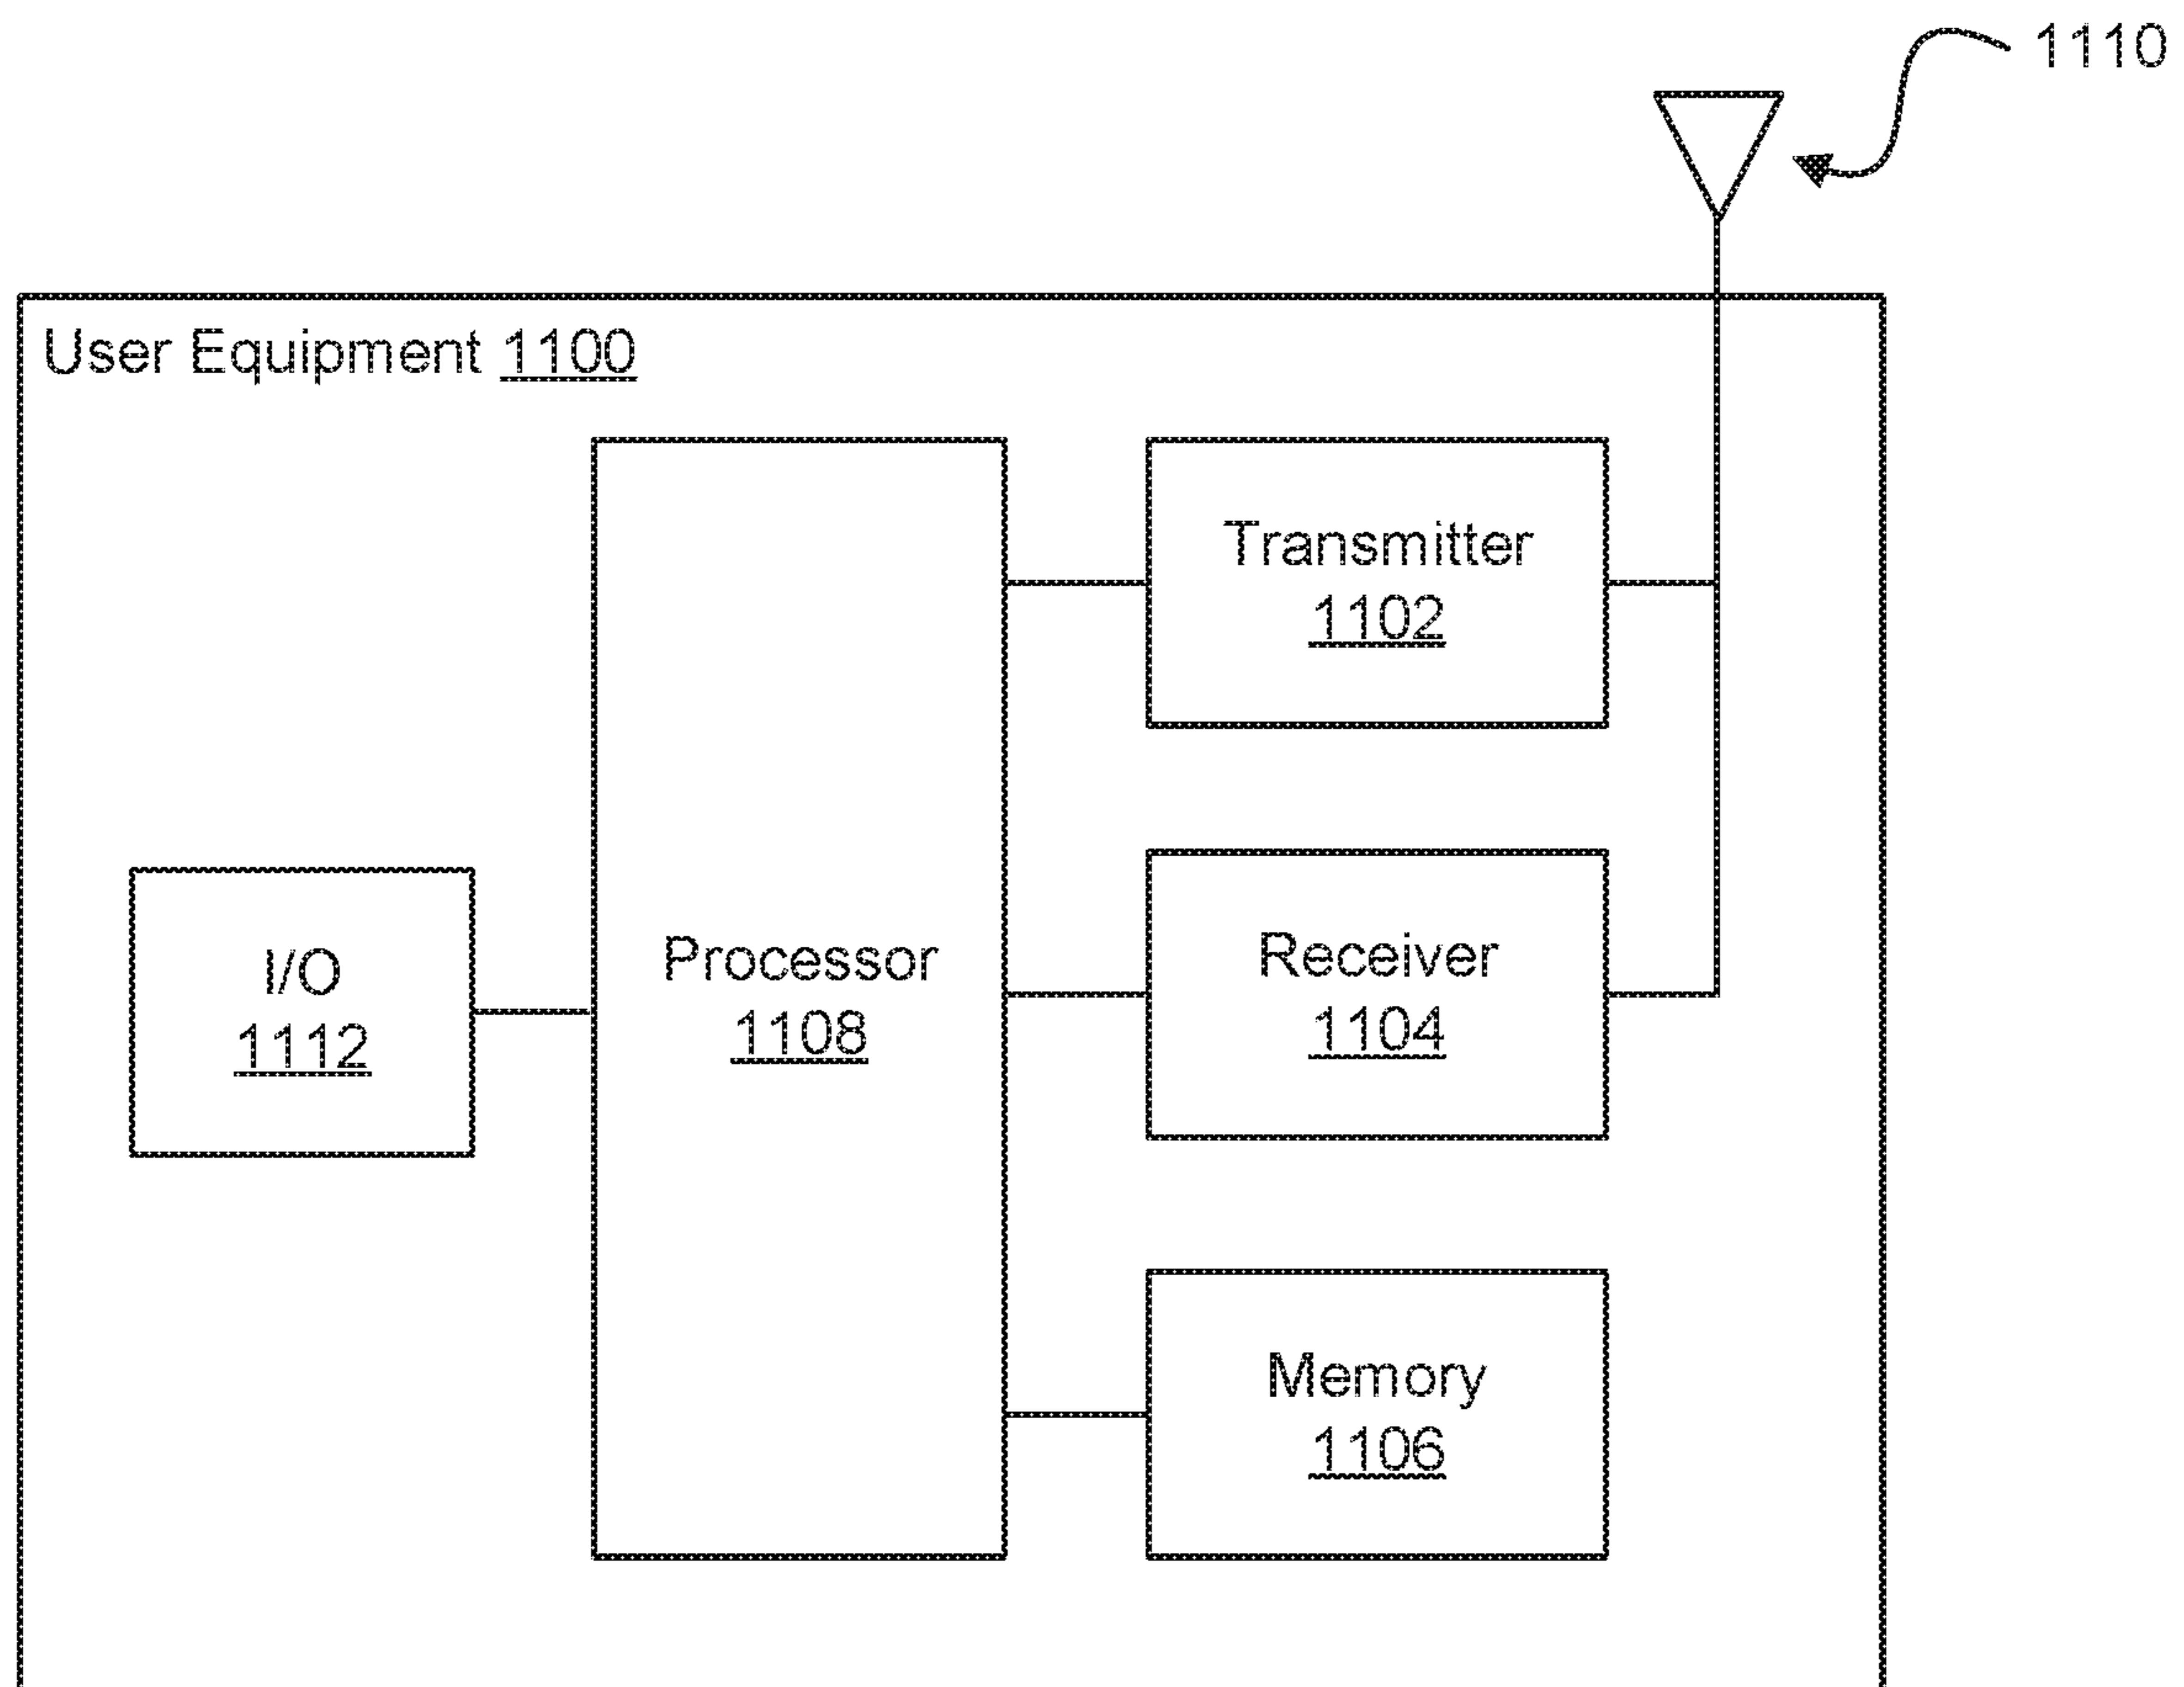 1110
User Equipment 1100
Transmitter
1102
I/O
1112
Processor
1108
Receiver
1104
Memory
1106